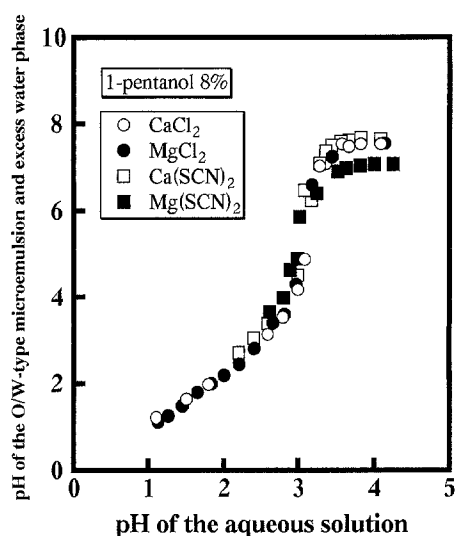 pH of the O/W-type microemulsion and excess water phase
10
8
6
4
2
0
1-pentanol 8%
CaCl2
MgCl2
Ca(SCN)2
Mg(SCN)2
0 1 2 3 4 5
pH of the aqueous solution